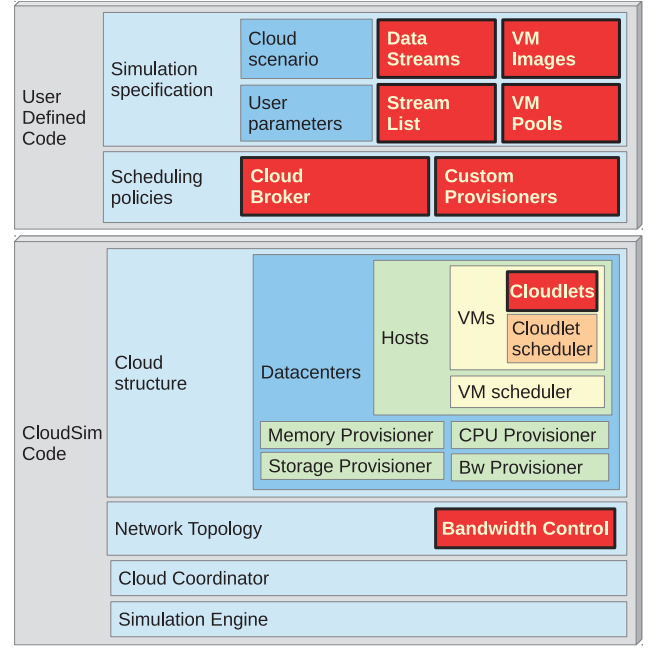 User
Defined
Code
Simulation
specification
Cloud
scenario
Data
Streams
VM
Images
User
parameters
Stream
List
VM
Pools
Scheduling
policies
Cloud
Broker
Custom
Provisioners
CloudSim
Code
Cloud
structure
Datacenters
Hosts
VMs
Cloudlets
Cloudlet
scheduler
VM scheduler
Memory Provisioner
CPU Provisioner
Storage Provisioner
Bw Provisioner
Network Topology
Bandwidth Control
Cloud Coordinator
Simulation Engine